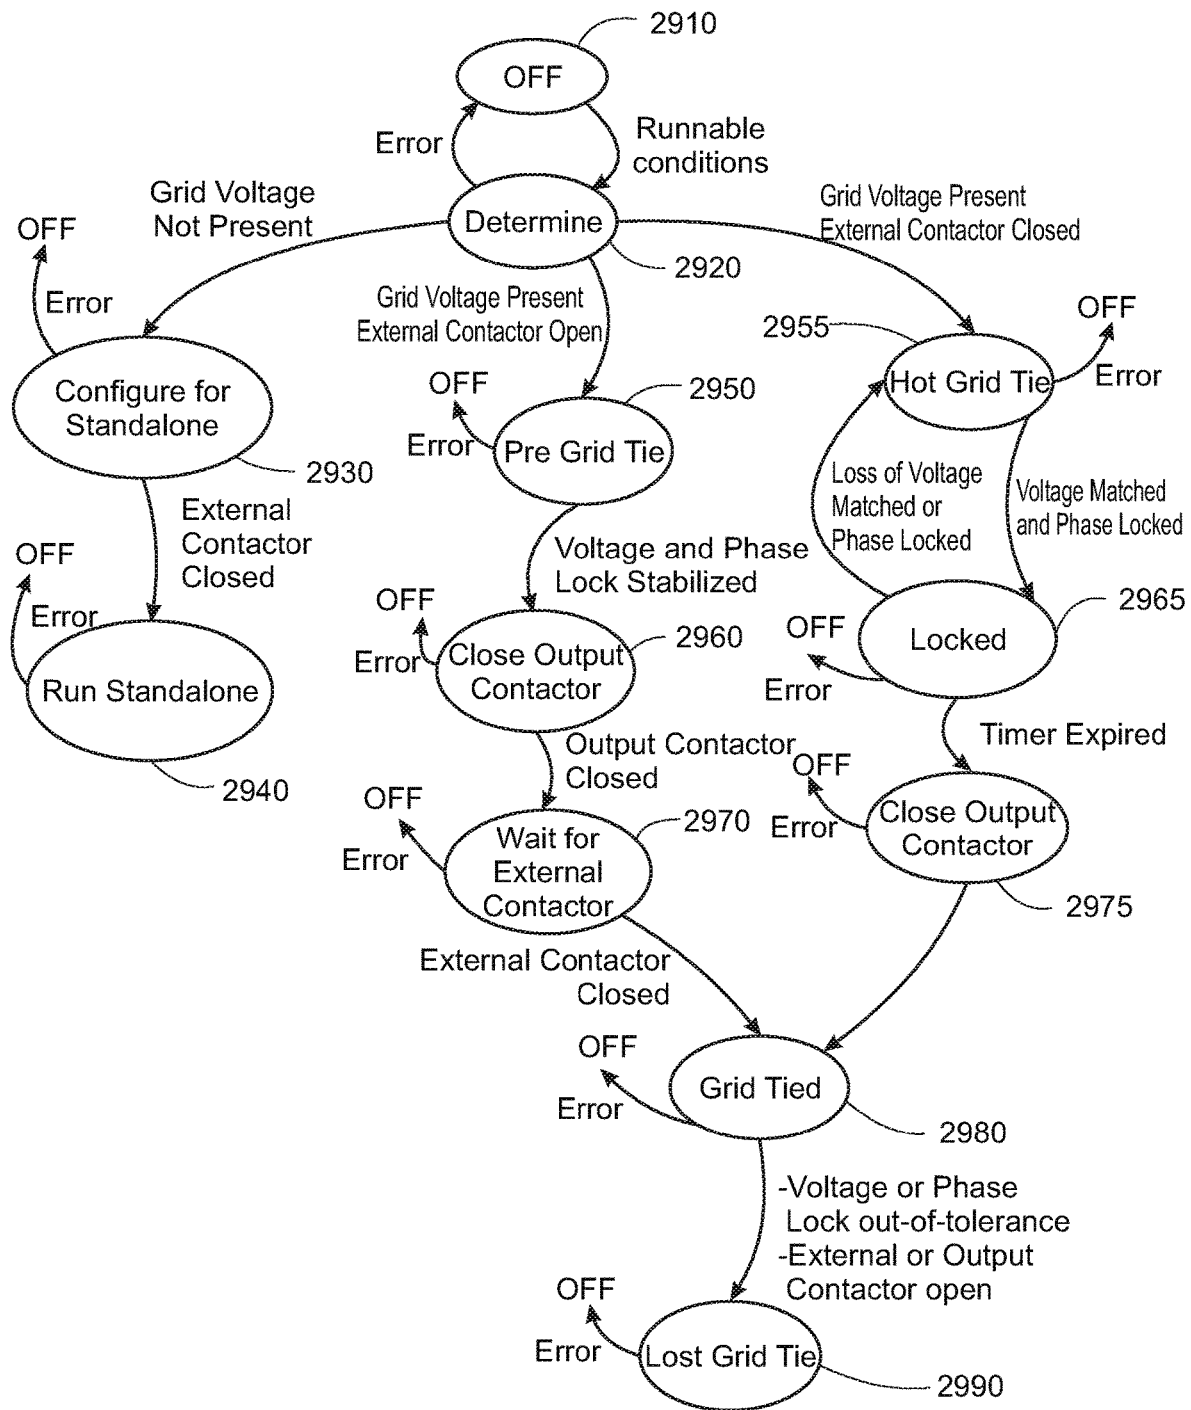 2910
OFF
Error
Runnable
conditions
Grid Voltage
Not Present
Determine
2920
Grid Voltage Present
External Contactor Closed
OFF
Error
Grid Voltage Present
External Contactor Open
2955
OFF
Hot Grid Tie
Error
Configure for
Standalone
2930
OFF
2950
Error
Pre Grid Tie
Loss of Voltage
Matched or
Phase Locked
Voltage Matched
and Phase Locked
External
Contactor
Closed
OFF
Error
Run Standalone
2940
Voltage and Phase
Lock Stabilized
OFF
2960
Error
Close Output
Contactor
OFF
2965
Locked
Error
Output Contactor
Closed
Timer Expired
OFF
Error
Close Output
Contactor
2975
OFF
2970
Error
Wait for
External
Contactor
External Contactor
Closed
OFF
Error
Grid Tied
2980
-Voltage or Phase
Lock out-of-tolerance
-External or Output
Contactor open
OFF
Error
Lost Grid Tie
2990